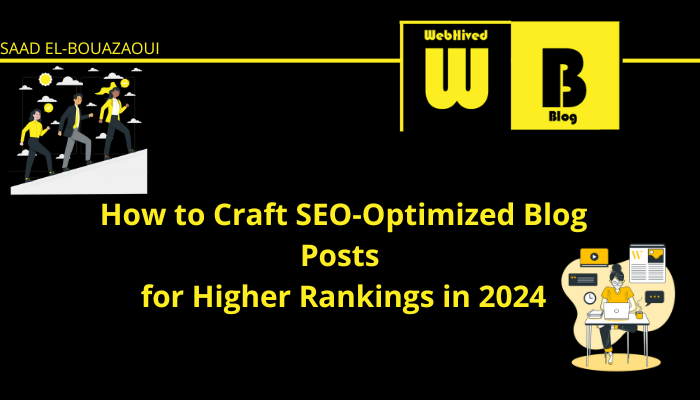 SAAD EL-BOUAZAOUI
WebHived
W
B
Blog
How to Craft SEO-Optimized Blog
Posts
for Higher Rankings in 2024
W